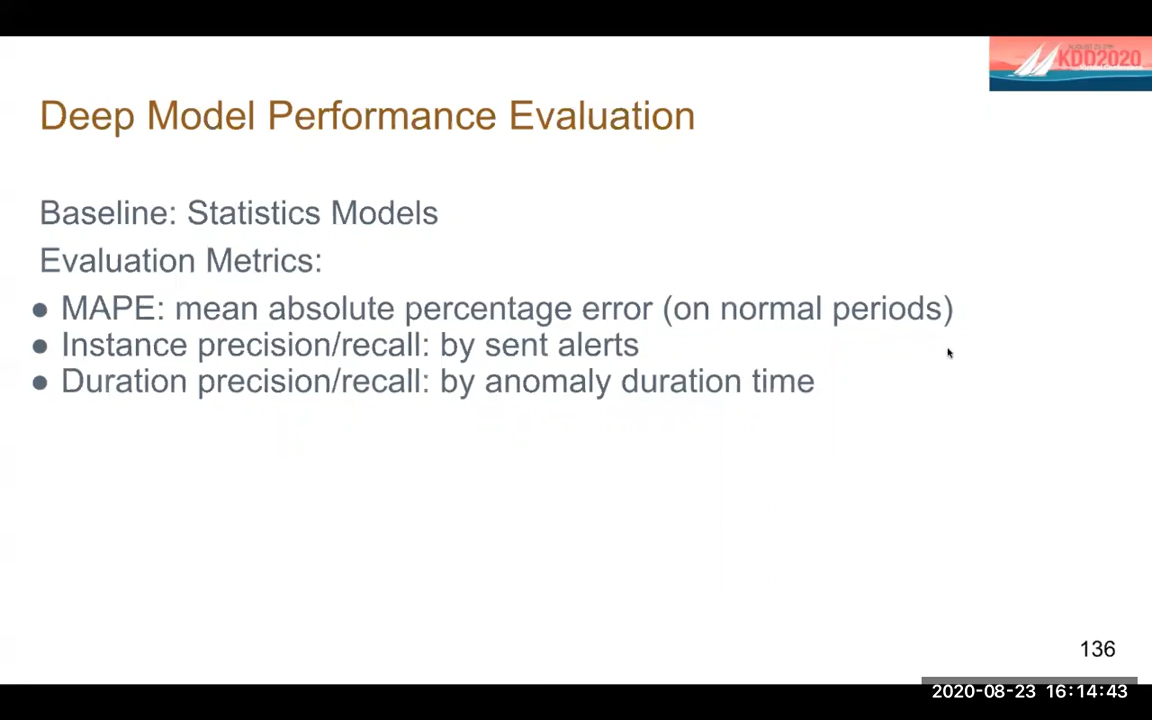 KDD2020
Deep Model Performance Evaluation
Baseline: Statistics Models
Evaluation Metrics:
● MAPE: mean absolute percentage error (on normal periods)
● Instance precision/recall: by sent alerts
● Duration precision/recall: by anomaly duration time
136
2020-08-23 16:14:43